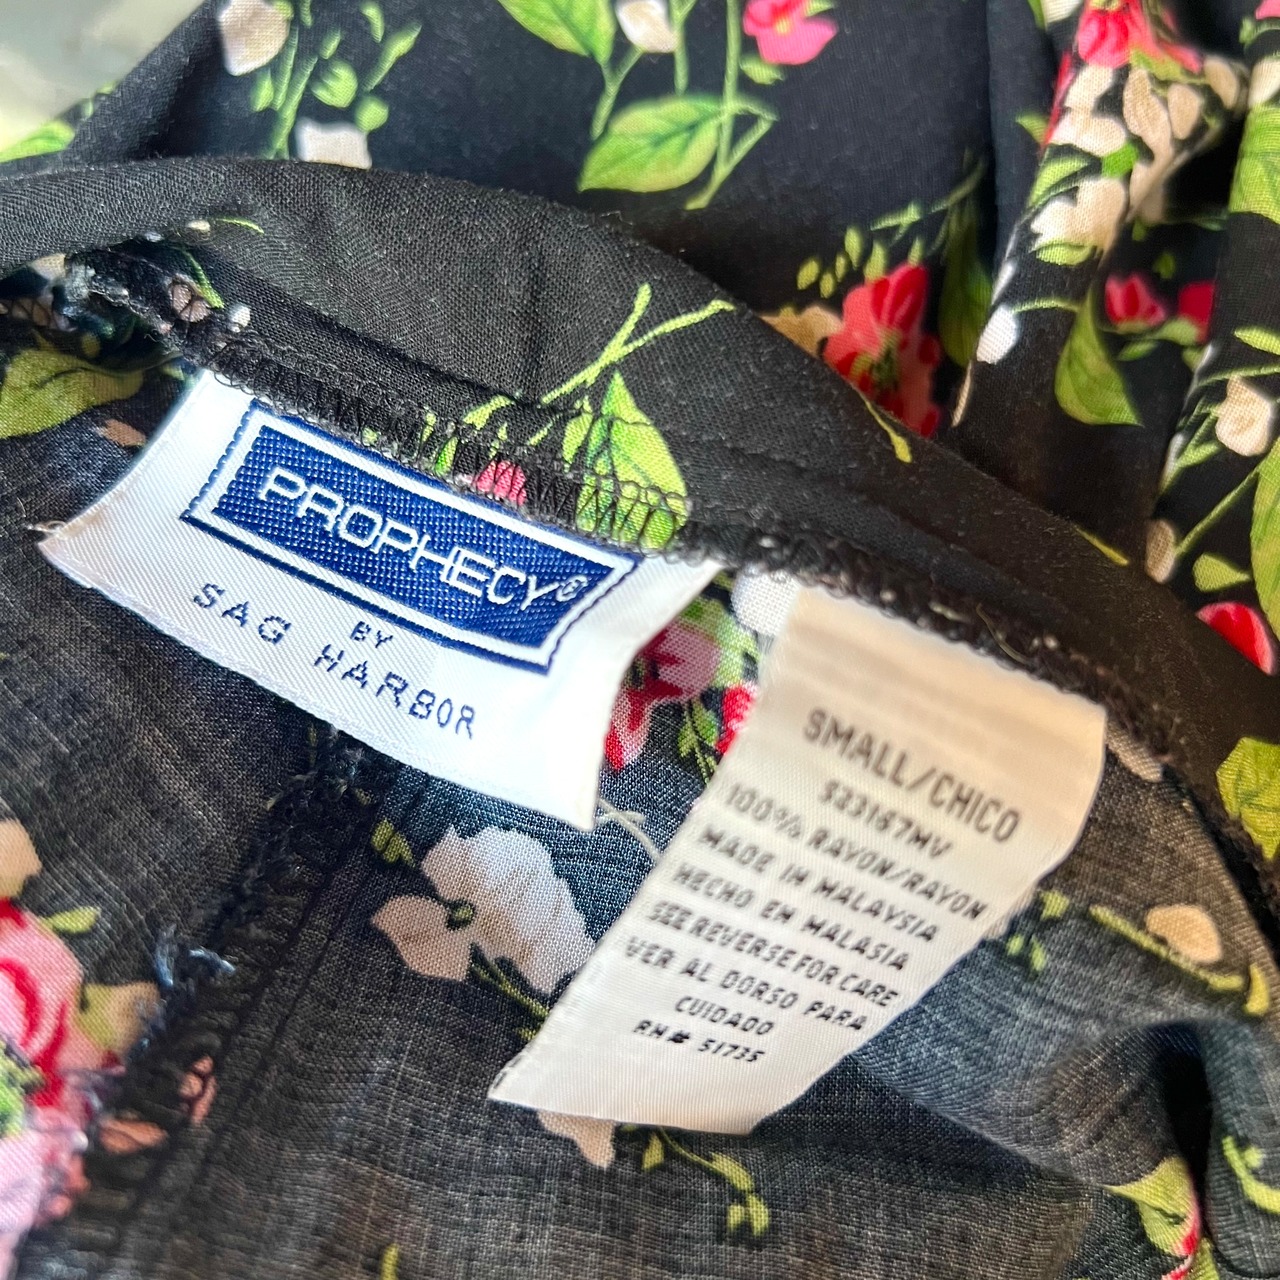 PROPHECY®
BY
SAG HARBOR
SMALL/CHICO
523167MV
100% RAYON/RAYON
MADE IN MALAYSIA
HECHO EN MALASIA
SEE REVERSE FOR CARE
VER AL DORSO PARA
CUIDADO
RN# 51735